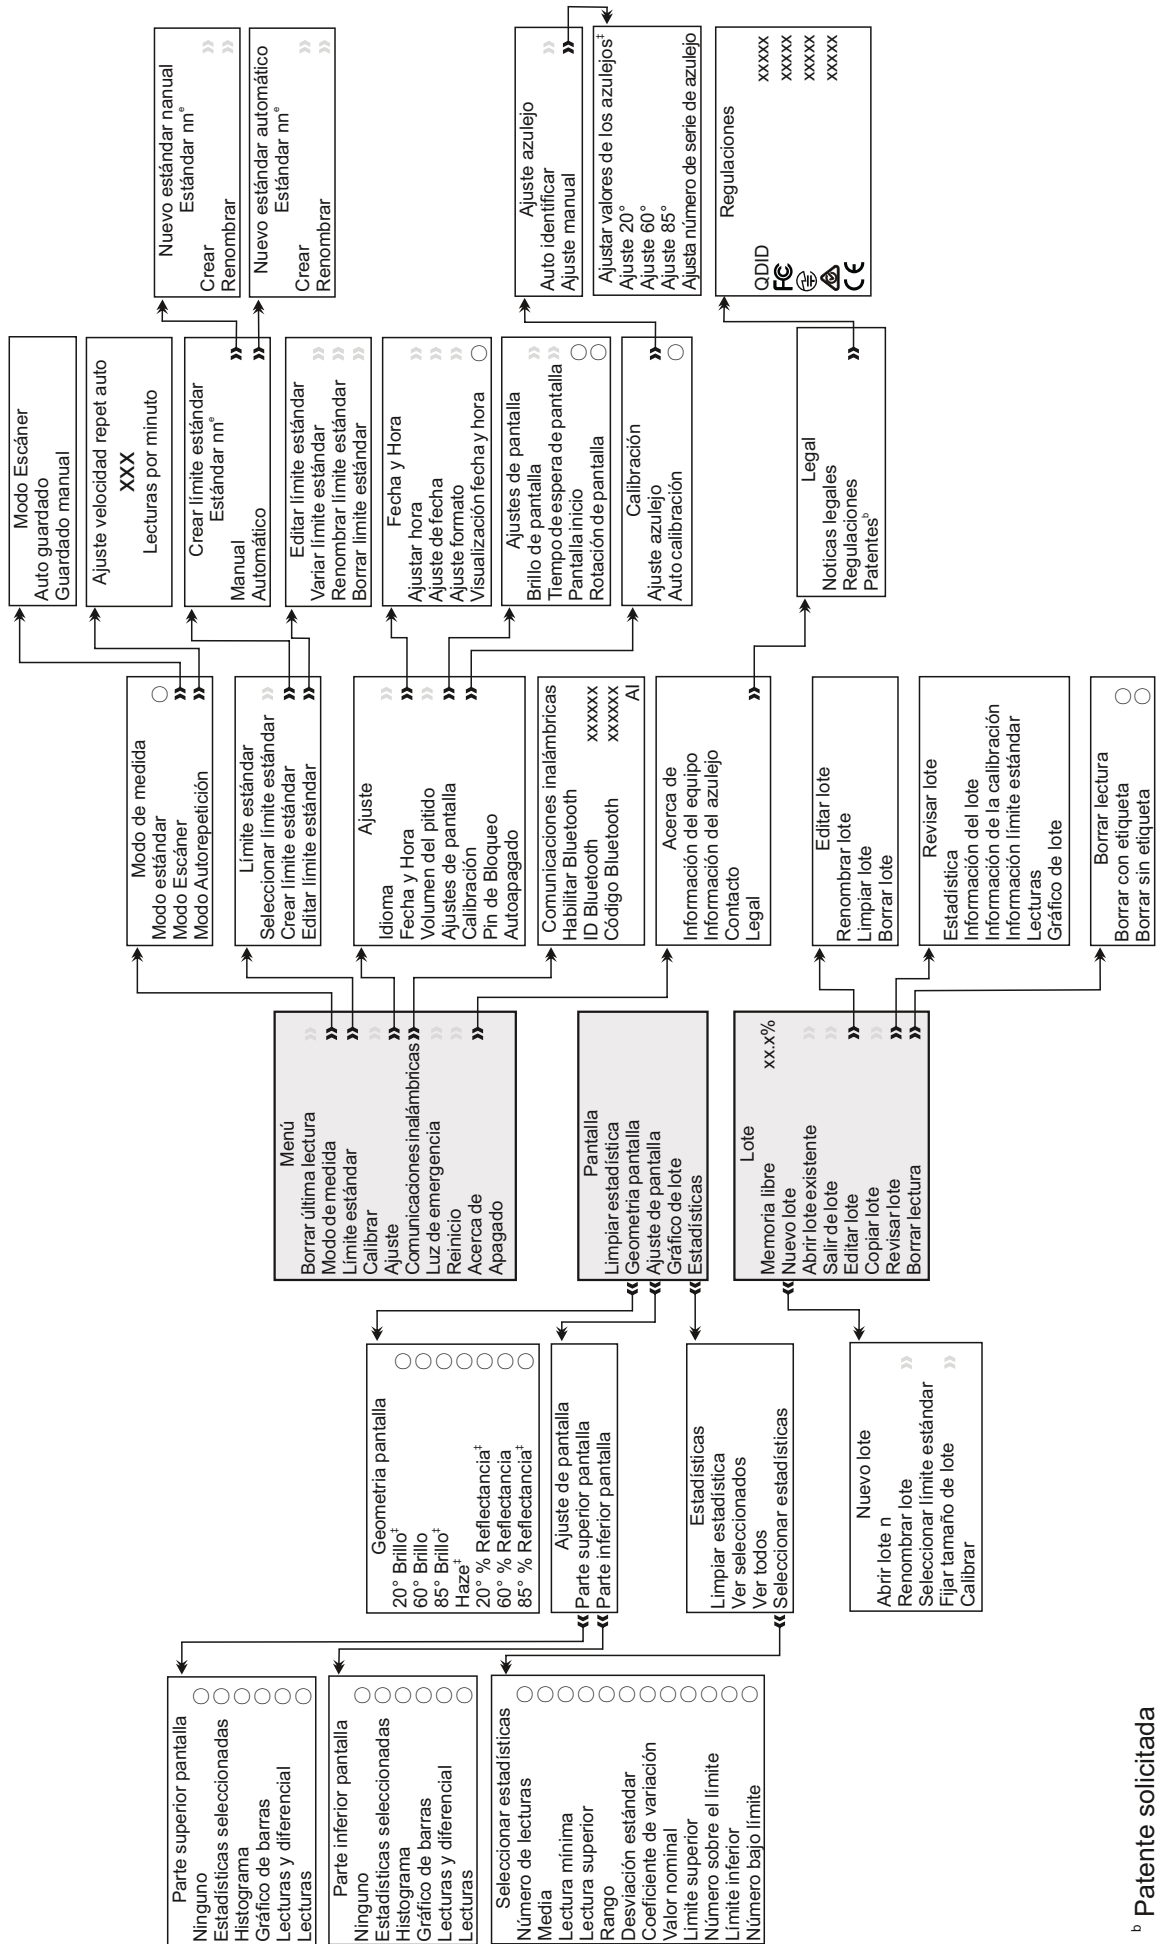 Parte superior pantalla
Ninguno
Estadísticas seleccionadas
Histograma
Gráfico de barras
Lecturas y diferencial
Lecturas
Parte inferior pantalla
Ninguno
Estadísticas seleccionadas
Histograma
Gráfico de barras
Lecturas y diferencial
Lecturas
Seleccionar estadísticas
Número de lecturas
Media
Lectura mínima
Lectura superior
Rango
Desviación estándar
Coeficiente de variación
Valor nominal
Límite superior
Número sobre el límite
Límite inferior
Número bajo límite
Geometria pantalla
20° Brillo‡
60° Brillo
85° Brillo‡
Haze‡
20° % Reflectancia‡
60° % Reflectancia
85° % Reflectancia‡
Ajuste de pantalla
Parte superior pantalla
Parte inferior pantalla
Estadísticas
Limpiar estadística
Ver seleccionados
Ver todos
Seleccionar estadísticas
Nuevo lote
Abrir lote n
Renombrar lote
Seleccionar límite estándar
Fijar tamaño de lote
Calibrar
Menú
Borrar última lectura
Modo de medida
Límite estándar
Calibrar
Ajuste
Comunicaciones inalámbricas
Luz de emergencia
Reinicio
Acerca de
Apagado
Pantalla
Limpiar estadística
Geometria pantalla
Ajuste de pantalla
Gráfico de lote
Estadísticas
Lote
Memoria libre xx.x%
Nuevo lote
Abrir lote existente
Salir de lote
Editar lote
Copiar lote
Revisar lote
Borrar lectura
Modo de medida
Modo estándar
Modo Escáner
Modo Autorepetición
Límite estándar
Seleccionar límite estándar
Crear límite estándar
Editar límite estándar
Ajuste
Idioma
Fecha y Hora
Volumen del pitido
Ajustes de pantalla
Calibración
Pin de Bloqueo
Autoapagado
Comunicaciones inalámbricas
Habilitar Bluetooth
ID Bluetooth xxxxxx
Código Bluetooth xxxxxx
AI
Acerca de
Información del equipo
Información del azulejo
Contacto
Legal
Editar lote
Renombrar lote
Limpiar lote
Borrar lote
Revisar lote
Estadística
Información del lote
Información de la calibración
Información límite estándar
Lecturas
Gráfico de lote
Borrar lectura
Borrar con etiqueta
Borrar sin etiqueta
Modo Escáner
Auto guardado
Guardado manual
Ajuste velocidad repet auto
XXX
Lecturas por minuto
Crear límite estándar
Estándar nnᵉ
Manual
Automático
Editar límite estándar
Variar límite estándar
Renombrar límite estándar
Borrar limite estándar
Fecha y Hora
Ajustar hora
Ajuste de fecha
Ajuste formato
Visualización fecha y hora
Ajustes de pantalla
Brillo de pantalla
Tiempo de espera de pantalla
Pantalla inicio
Rotación de pantalla
Calibración
Ajuste azulejo
Auto calibración
Legal
Noticas legales
Regulaciones
Patentesᵇ
Nuevo estándar nanual
Estándar nnᵉ
Crear
Renombrar
Nuevo estándar automático
Estándar nnᵉ
Crear
Renombrar
Ajuste azulejo
Auto identificar
Ajuste manual
Ajustar valores de los azulejos‡
Ajuste 20°
Ajuste 60°
Ajuste 85°
Ajusta número de serie de azulejo
Regulaciones
QDID xxxxx
FC xxxxx
xxxxx
CE xxxxx
ᵇ Patente solicitada